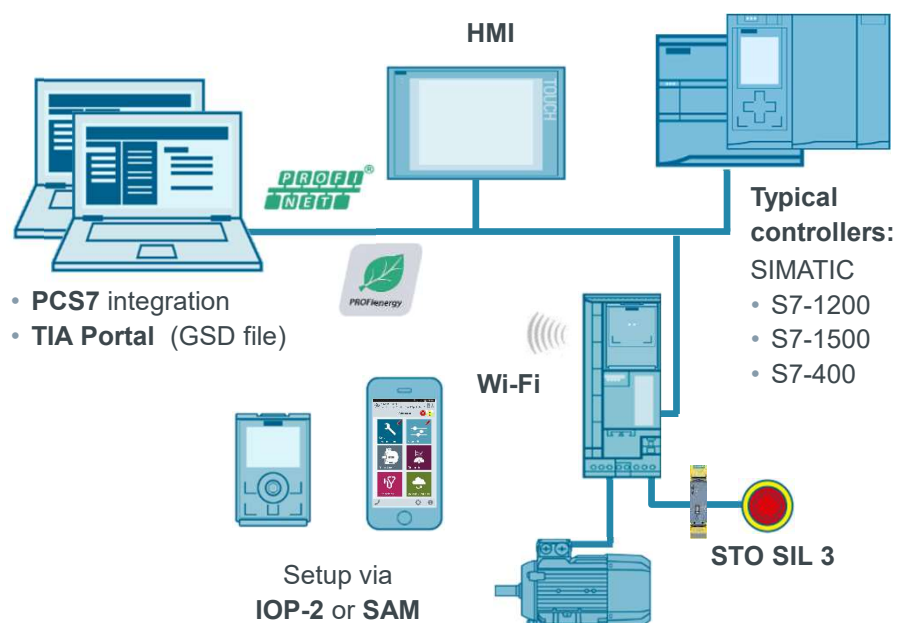 HMI
TOUCH
PROFI®
NET
PROFIenergy
• PCS7 integration
• TIA Portal (GSD file)
Typical
controllers:
SIMATIC
• S7-1200
• S7-1500
• S7-400
Wi-Fi
STO SIL 3
Setup via
IOP-2 or SAM